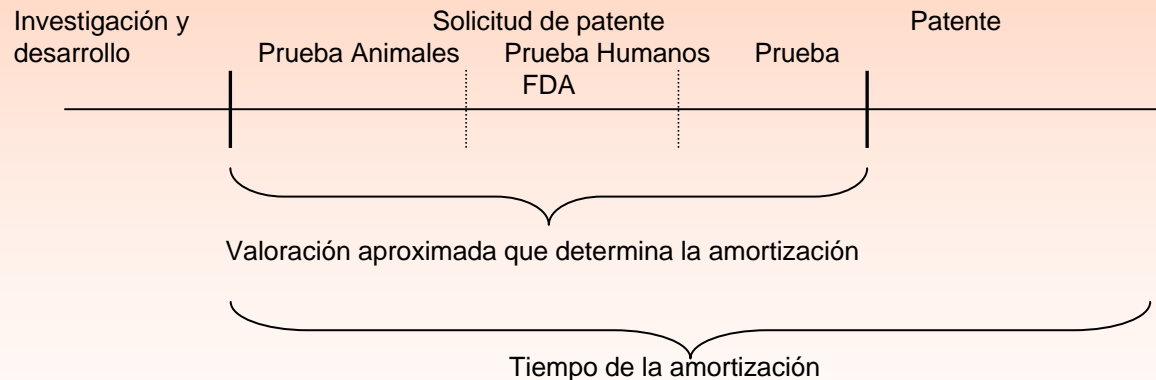 Investigación y
desarrollo
Solicitud de patente
Patente
Prueba Animales
Prueba Humanos
Prueba
FDA
Valoración aproximada que determina la amortización
Tiempo de la amortización